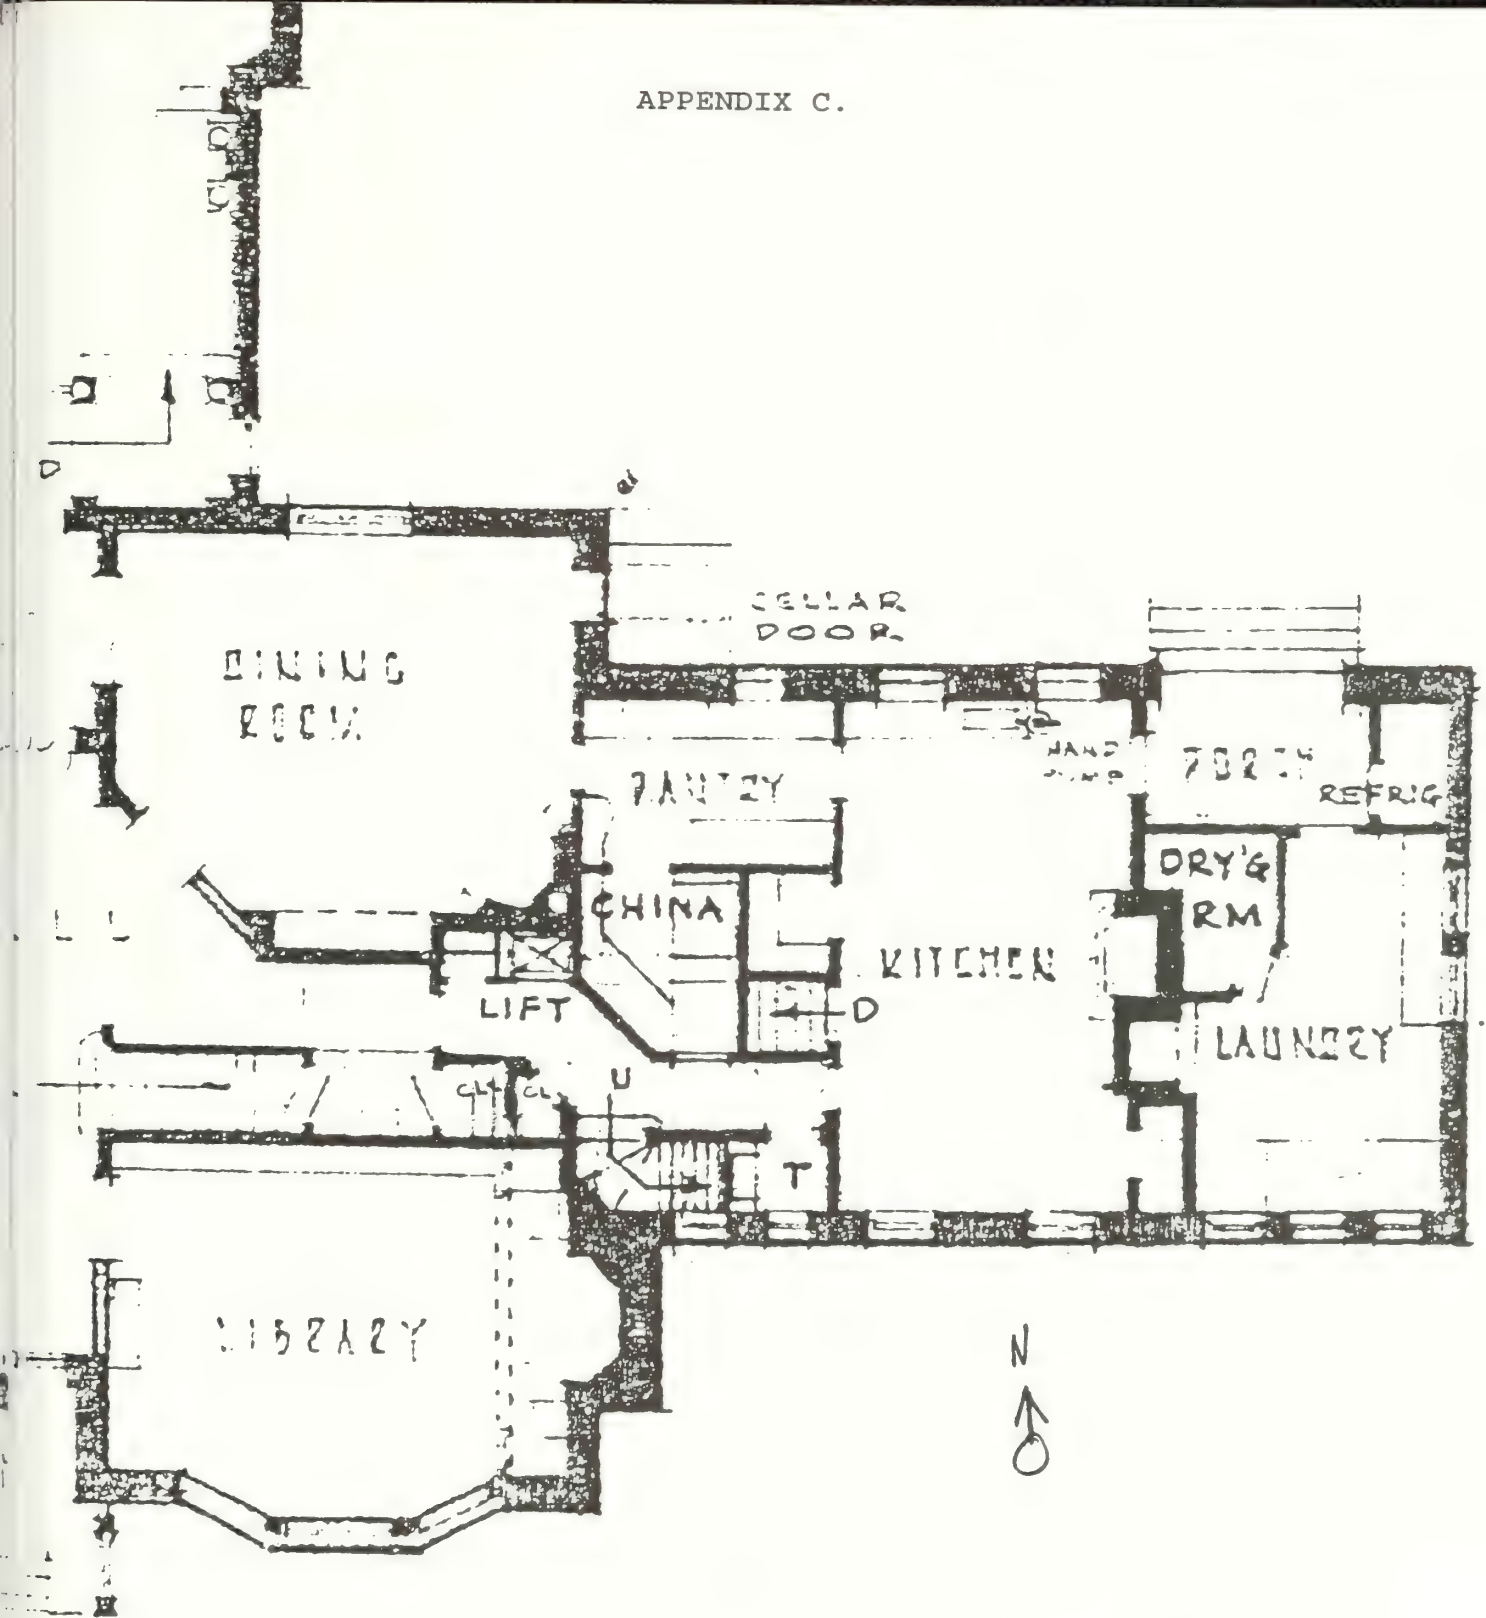 APPENDIX C.
D
CELLAR
DOOR
DINING
ROOM
HAND
PUMP
PORCH
PANTRY
REFRIG
DRY'G
RM
CHINA
KITCHEN
LIFT
D
LAUNDRY
CL
CL
U
T
LIBRARY
N